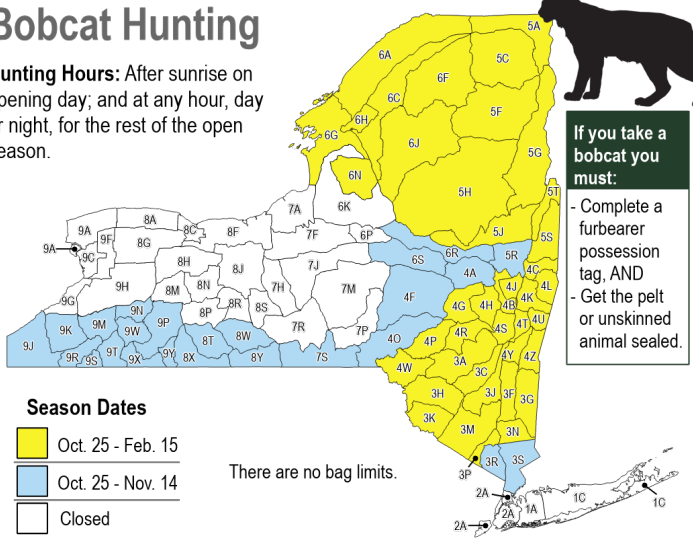 Bobcat Hunting
unting Hours: After sunrise on
pening day; and at any hour, day
r night, for the rest of the open
eason.
If you take a
bobcat you
must:
- Complete a
furbearer
possession
tag, AND
- Get the pelt
or unskinned
animal sealed.
5A
6A
5C
6F
6C
5F
6H
6G
6J
5G
6N
5H
5T
7A
6K
8A
9A
8C
8F
7F
6P
5J
5S
9F
8G
9A
9C
6S
6R
5R
8H
8J
7J
4A
4C
9H
8M
8N
7H
7M
4F
4J
4L
9G
8R
8S
4G
4H
4B
4K
9N
8P
9K
9M
9W
9P
7R
7P
4R
4S
4T
4U
8T
8W
4O
4P
9J
9R
9S
9T
9X
9Y
8X
8Y
7S
4W
3A
4Y
4Z
3C
3H
3J
3F
3G
3K
3M
3N
3P
3R
3S
2A
1C
1C
2A
1A
2A
Season Dates
Oct. 25 - Feb. 15
Oct. 25 - Nov. 14
Closed
There are no bag limits.